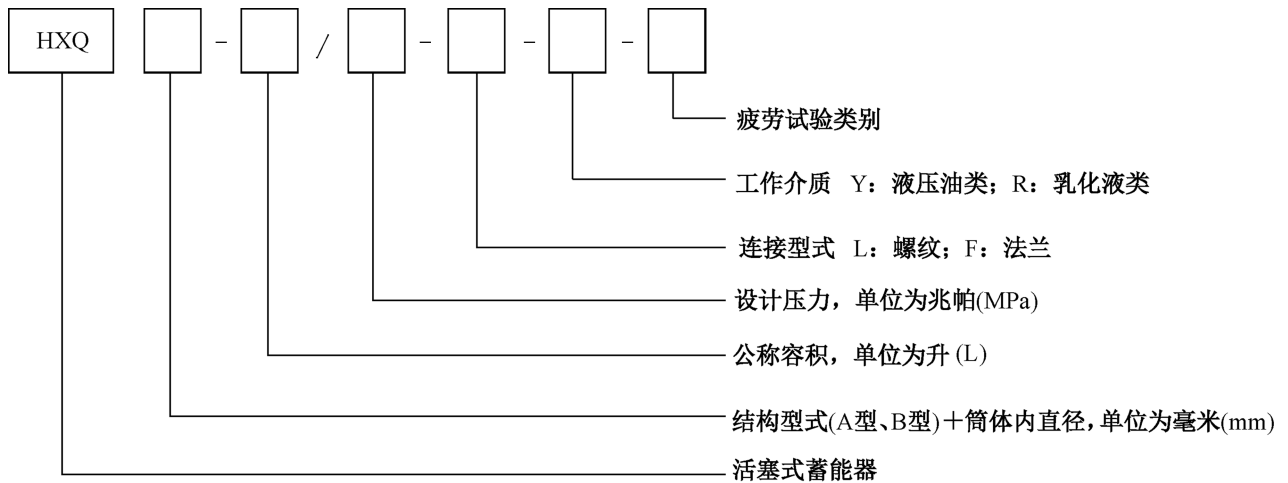 HXQ - / - - -
疲劳试验类别
工作介质 Y：液压油类；R：乳化液类
连接型式 L：螺纹；F：法兰
设计压力，单位为兆帕(MPa)
公称容积，单位为升(L)
结构型式(A型、B型)＋筒体内直径，单位为毫米(mm)
活塞式蓄能器